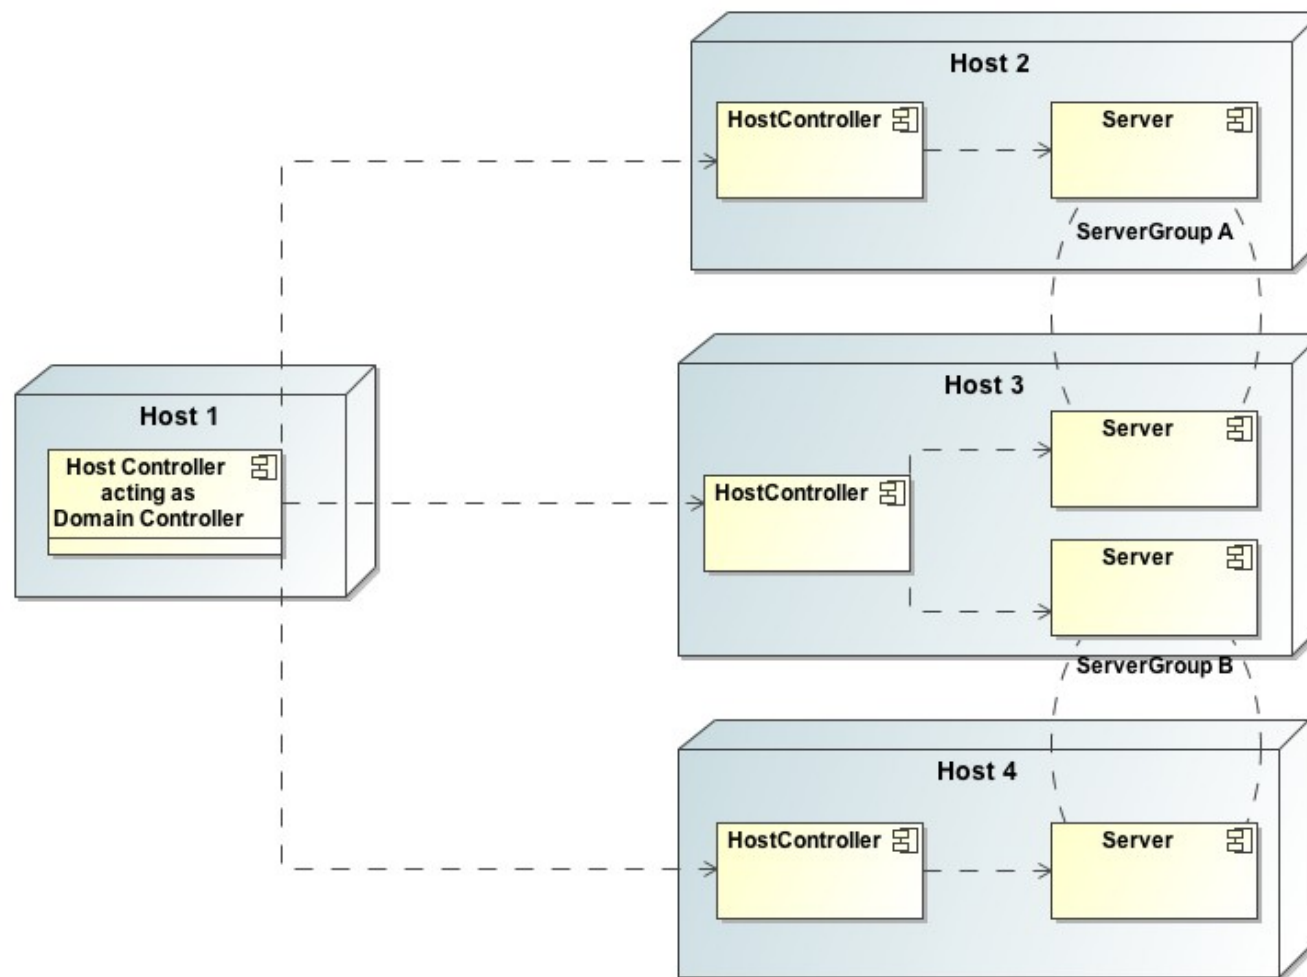 Host 2
HostController
Server
ServerGroup A
Host 1
Host Controller
acting as
Domain Controller
Host 3
HostController
Server
Server
ServerGroup B
Host 4
HostController
Server